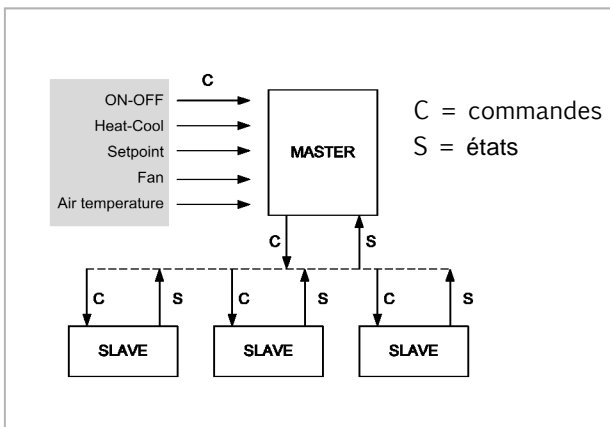 C
ON-OFF
Heat-Cool
Setpoint
Fan
Air temperature
MASTER
C = commandes
S = états
C
S
C
S
C
S
C
S
SLAVE
SLAVE
SLAVE